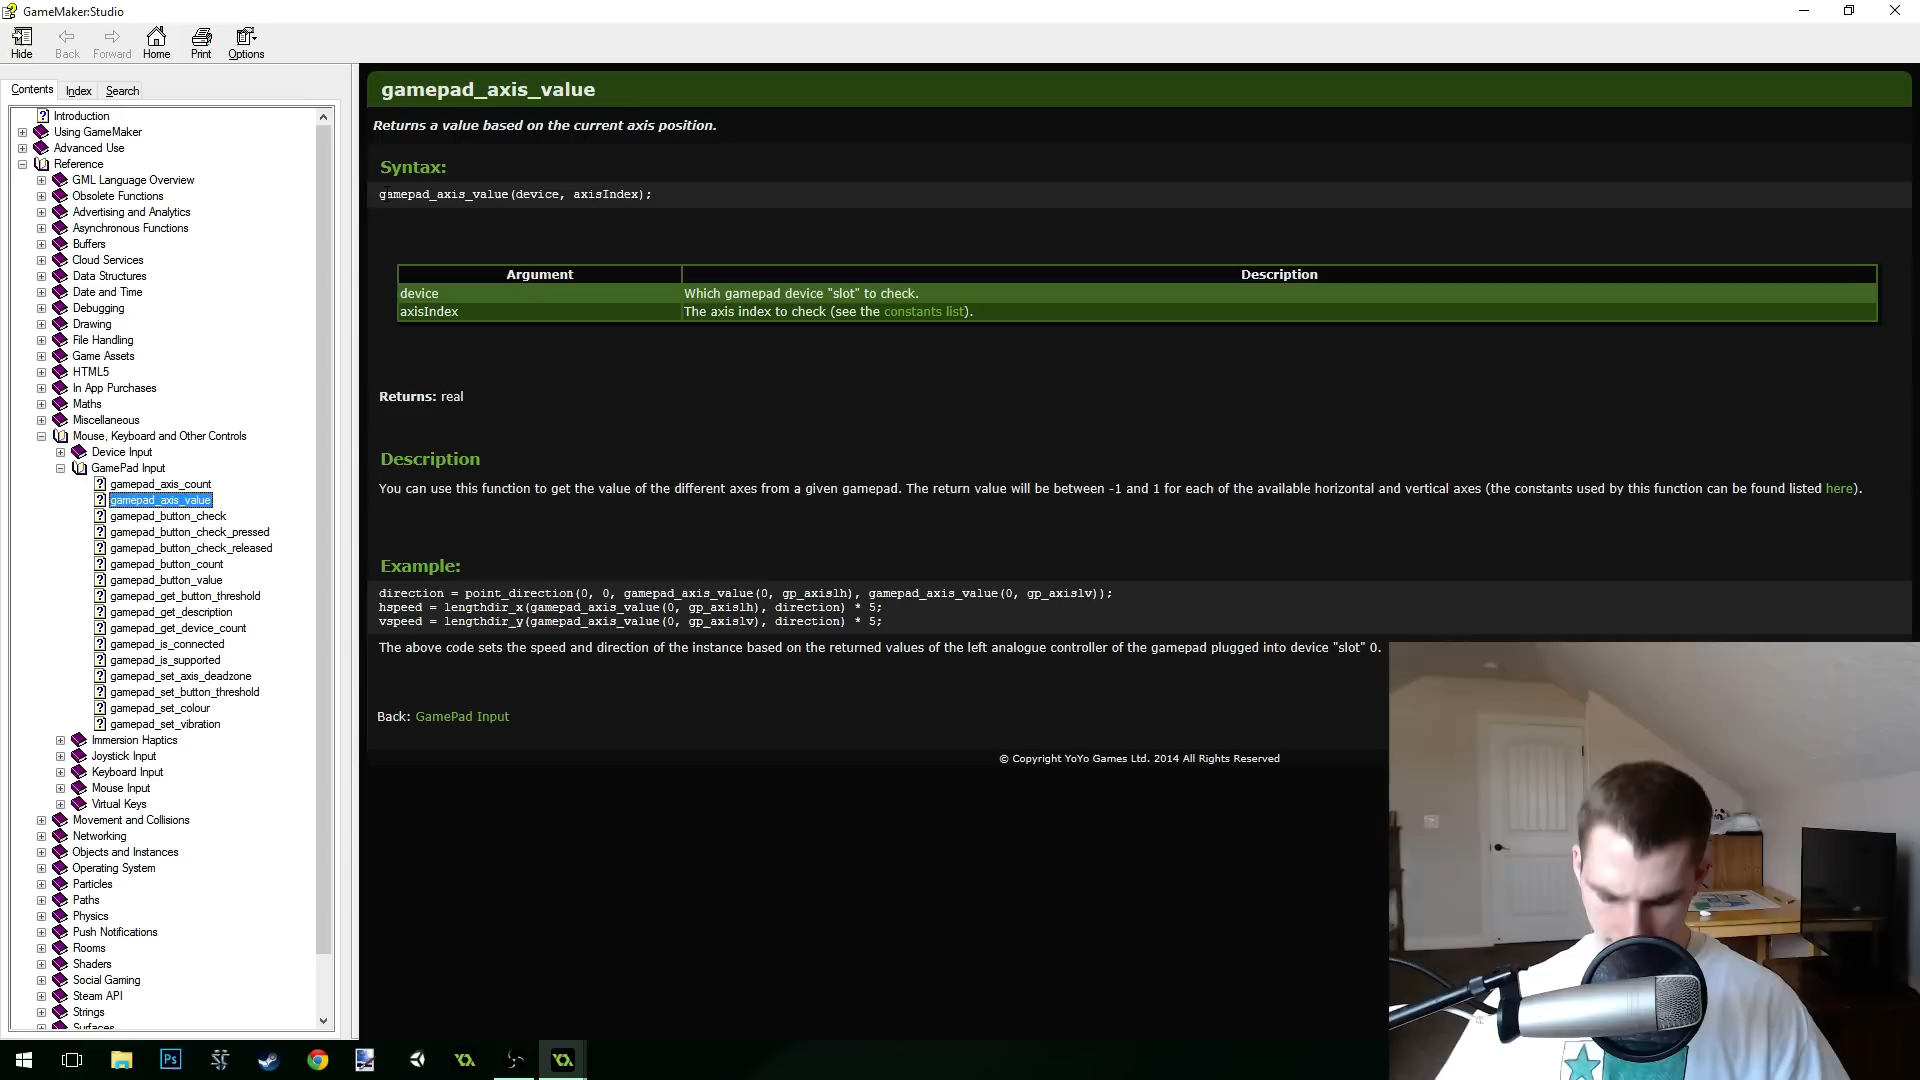 GameMaker:Studio
Hide
Back
Forward
Home
Print
Options
Contents
Index
Search
Introduction
Using GameMaker
Advanced Use
Reference
GML Language Overview
Obsolete Functions
Advertising and Analytics
Asynchronous Functions
Buffers
Cloud Services
Data Structures
Date and Time
Debugging
Drawing
File Handling
Game Assets
HTML5
In App Purchases
Maths
Miscellaneous
Mouse, Keyboard and Other Controls
Device Input
GamePad Input
gamepad_axis_count
gamepad_axis_value
gamepad_button_check
gamepad_button_check_pressed
gamepad_button_check_released
gamepad_button_count
gamepad_button_value
gamepad_get_button_threshold
gamepad_get_description
gamepad_get_device_count
gamepad_is_connected
gamepad_is_supported
gamepad_set_axis_deadzone
gamepad_set_button_threshold
gamepad_set_colour
gamepad_set_vibration
Immersion Haptics
Joystick Input
Keyboard Input
Mouse Input
Virtual Keys
Movement and Collisions
Networking
Objects and Instances
Operating System
Particles
Paths
Physics
Push Notifications
Rooms
Shaders
Social Gaming
Steam API
Strings
Surfaces
gamepad_axis_value
Returns a value based on the current axis position.
Syntax:
gamepad_axis_value(device, axisIndex);
Argument Description
device Which gamepad device "slot" to check.
axisIndex The axis index to check (see the constants list).
Returns: real
Description
You can use this function to get the value of the different axes from a given gamepad. The return value will be between -1 and 1 for each of the available horizontal and vertical axes (the constants used by this function can be found listed here).
Example:
direction = point_direction(0, 0, gamepad_axis_value(0, gp_axislh), gamepad_axis_value(0, gp_axislv));
hspeed = lengthdir_x(gamepad_axis_value(0, gp_axislh), direction) * 5;
vspeed = lengthdir_y(gamepad_axis_value(0, gp_axislv), direction) * 5;
The above code sets the speed and direction of the instance based on the returned values of the left analogue controller of the gamepad plugged into device "slot" 0.
Back: GamePad Input
© Copyright YoYo Games Ltd. 2014 All Rights Reserved
Ps